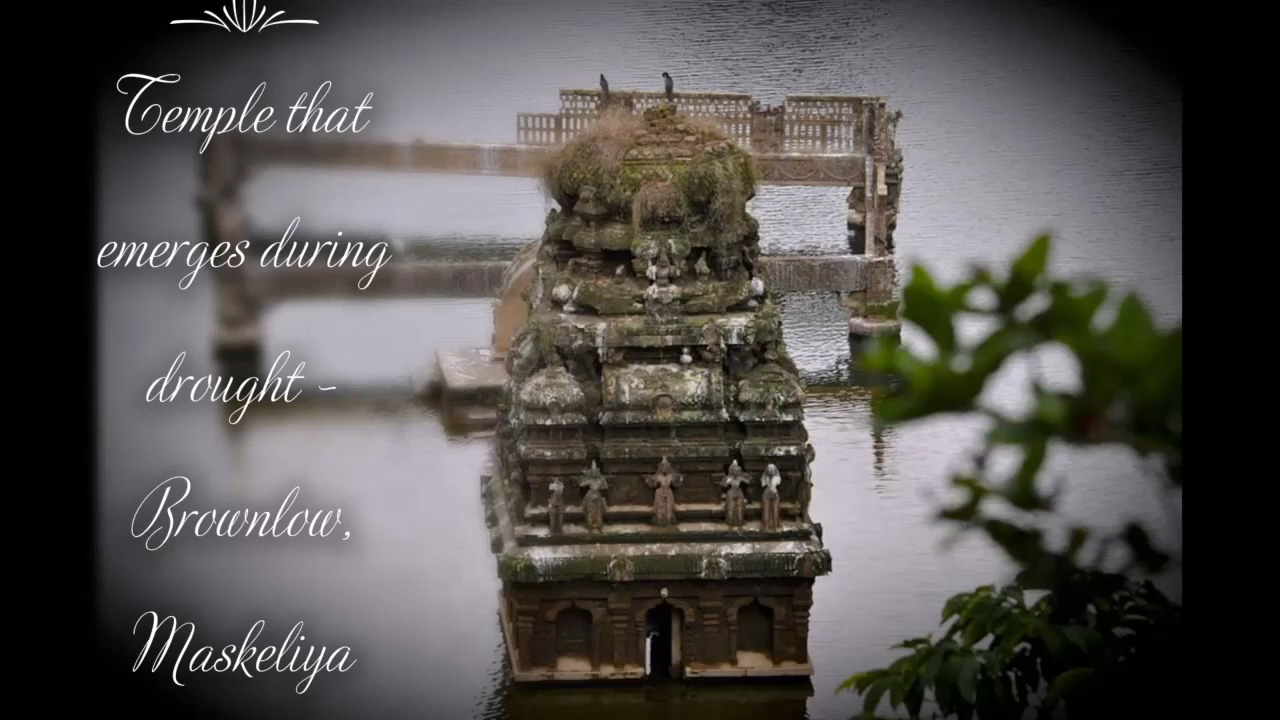 Temple that
emerges during
drought -
Brownlow,
Maskeliya